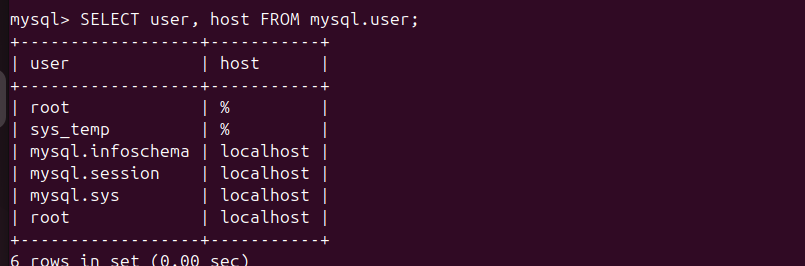 mysql> SELECT user, host FROM mysql.user;
+------------------+-----------+
| user             | host      |
+------------------+-----------+
| root             | %         |
| sys_temp         | %         |
| mysql.infoschema | localhost |
| mysql.session    | localhost |
| mysql.sys        | localhost |
| root             | localhost |
+------------------+-----------+
6 rows in set (0.00 sec)